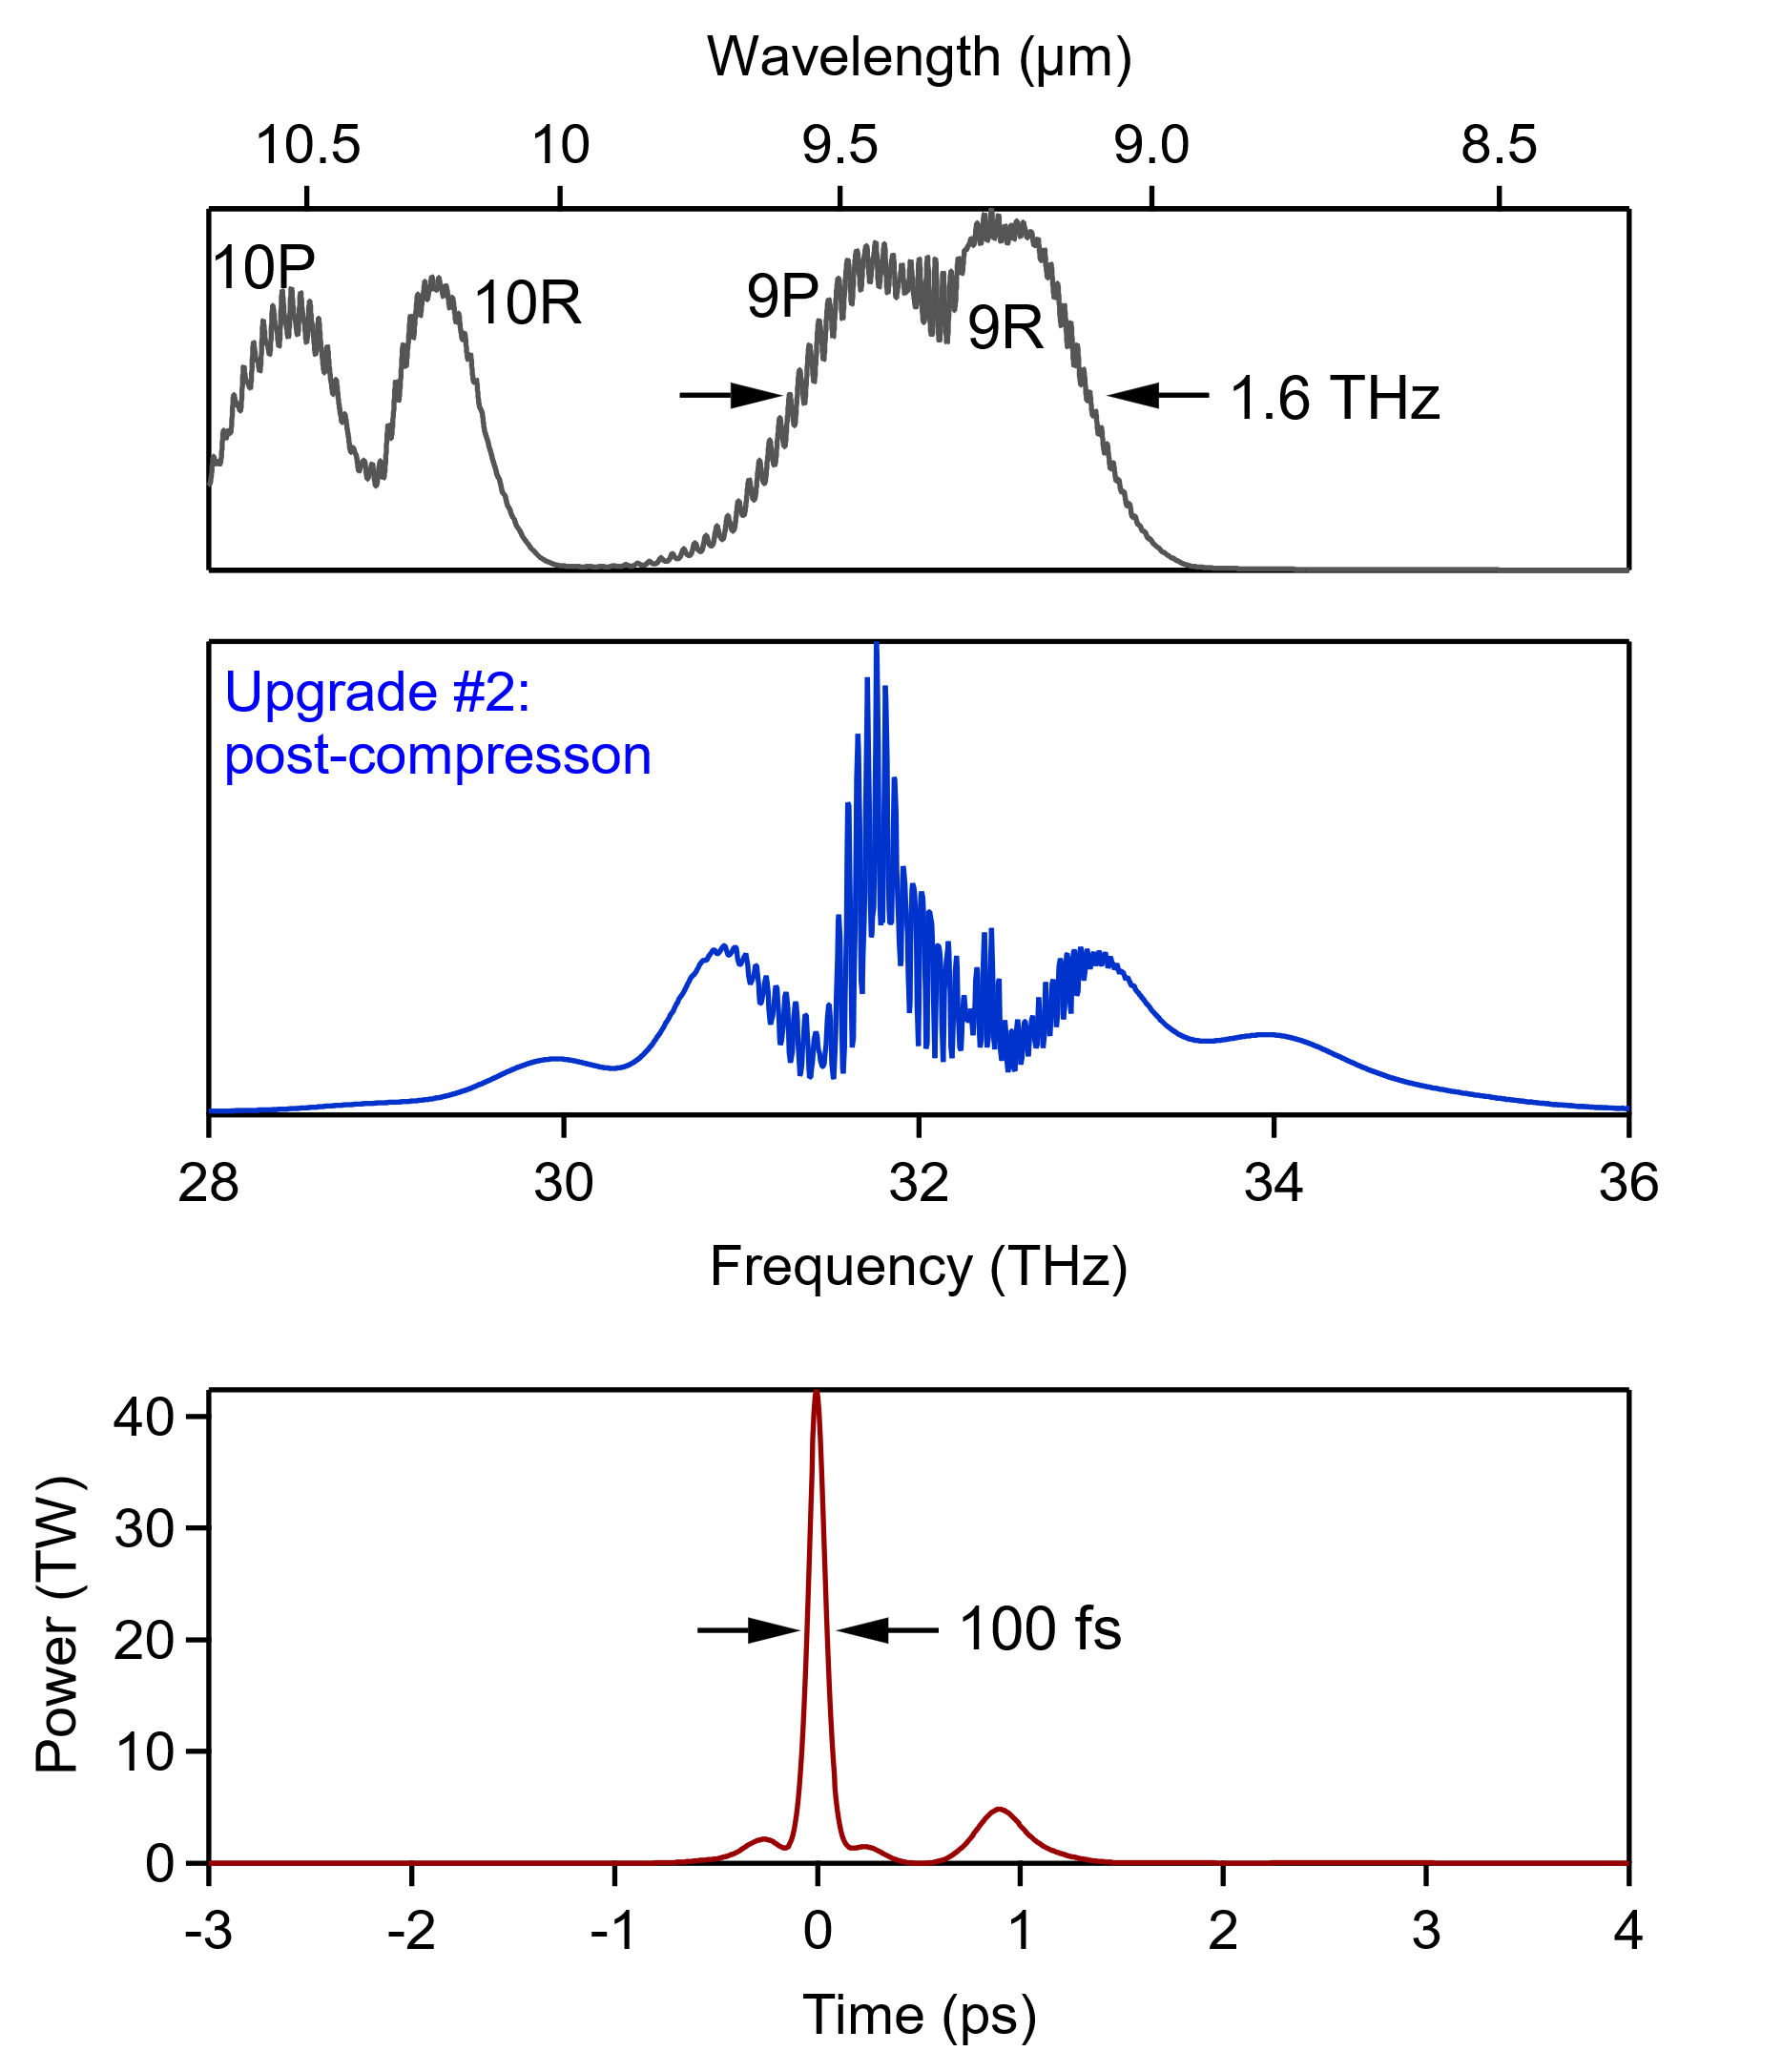 Wavelength (µm)
10.5 10 9.5 9.0 8.5
10P
10R
9P
9R
1.6 THz
Upgrade #2:
post-compresson
28 30 32 34 36
Frequency (THz)
40
30
20
10
0
Power (TW)
100 fs
-3 -2 -1 0 1 2 3 4
Time (ps)